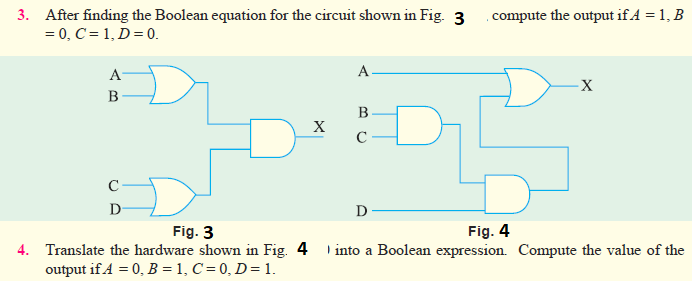 3. After finding the Boolean equation for the circuit shown in Fig. 3 , compute the output if A = 1, B
= 0, C = 1, D = 0.
A
B
C
D
X
Fig. 3
A
B
C
D
X
Fig. 4
4. Translate the hardware shown in Fig. 4 ) into a Boolean expression. Compute the value of the
output if A = 0, B = 1, C = 0, D = 1.